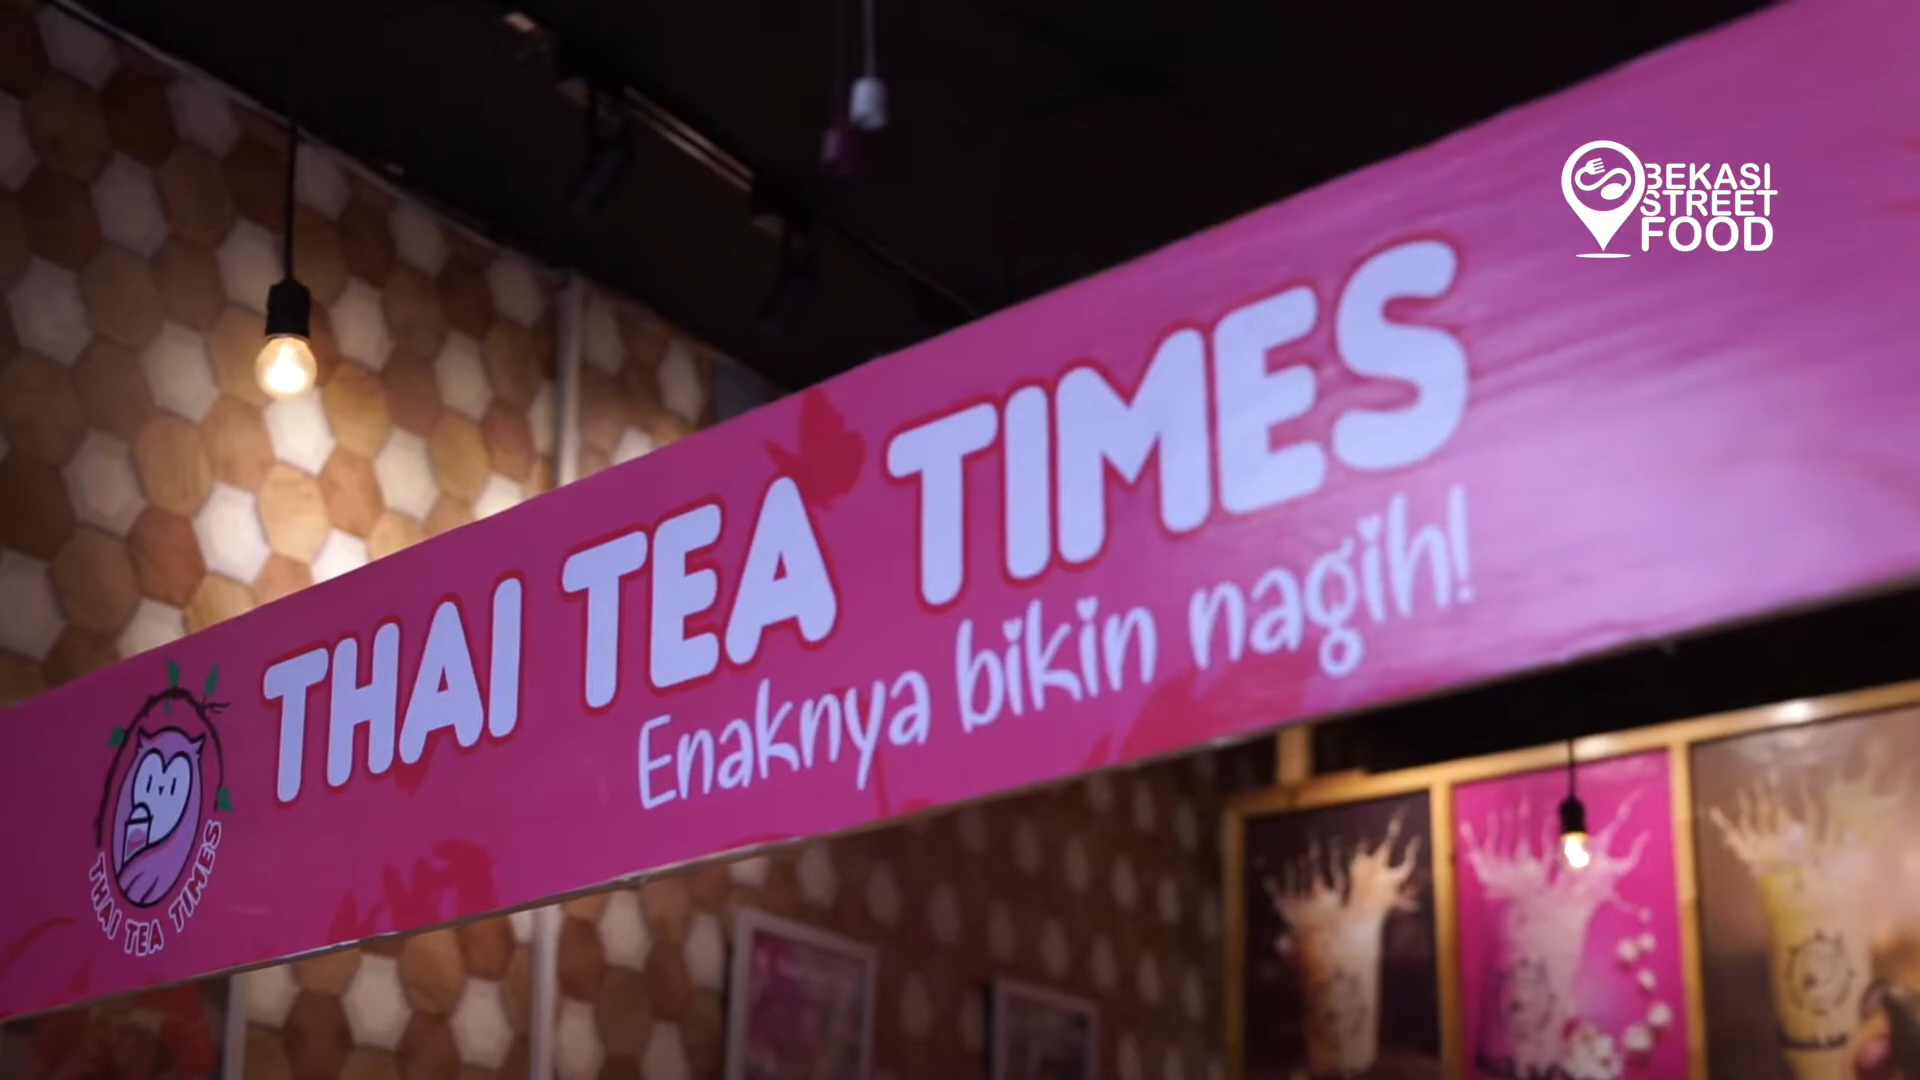 BEKASI
STREET
FOOD
THAI TEA TIMES
Enaknya bikin nagih!
THAI TEA TIMES